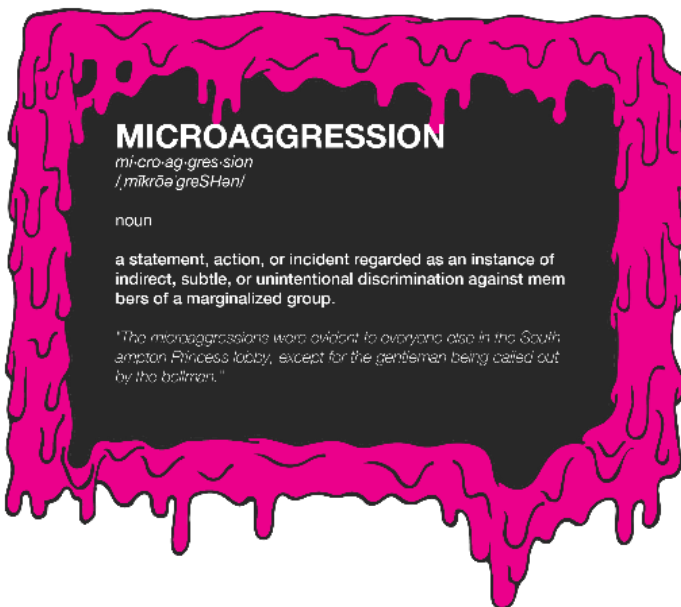 MICROAGGRESSION
mi·cro·ag·gres·sion
/ˌmīkrōəˈɡreSHən/
noun
a statement, action, or incident regarded as an instance of
indirect, subtle, or unintentional discrimination against mem
bers of a marginalized group.
"The microaggressions were evident to everyone else in the South
ampton Princess lobby, except for the gentleman being called out
by the bellman."